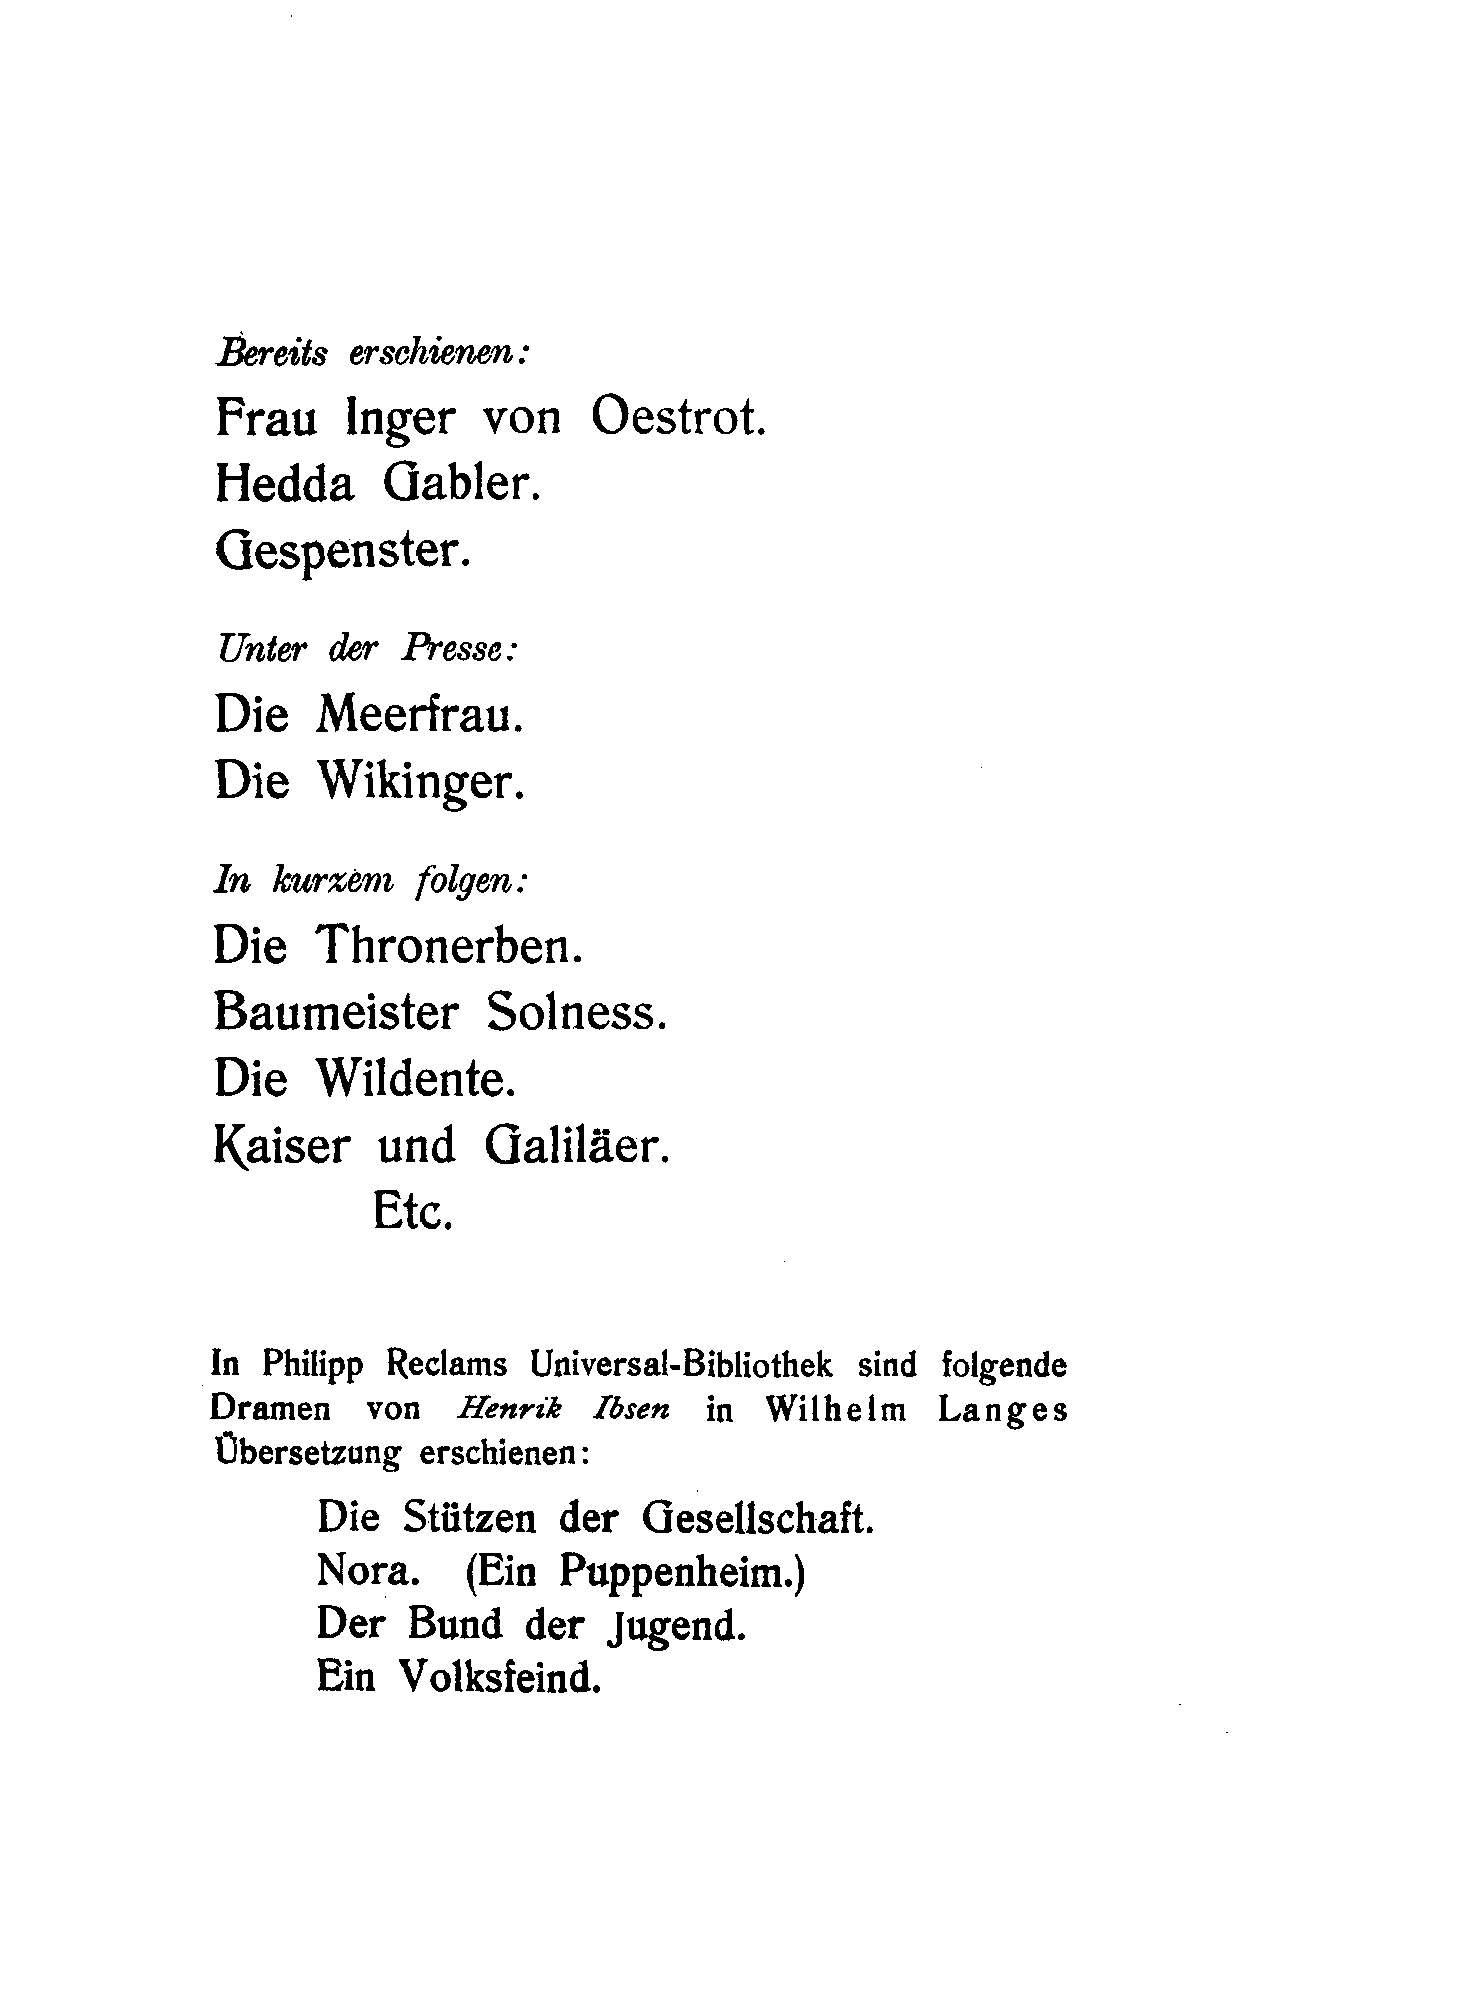 Bereits erschienen:
Frau Inger von Oestrot.
Hedda Gabler.
Gespenster.
Unter der Presse:
Die Meerfrau.
Die Wikinger.
In kurzem folgen:
Die Thronerben.
Baumeister Solness.
Die Wildente.
Kaiser und Galiläer.
Etc.
In Philipp Reclams Universal-Bibliothek sind folgende
Dramen von Henrik Ibsen in Wilhelm Langes
Übersetzung erschienen:
Die Stützen der Gesellschaft.
Nora. (Ein Puppenheim.)
Der Bund der Jugend.
Ein Volksfeind.